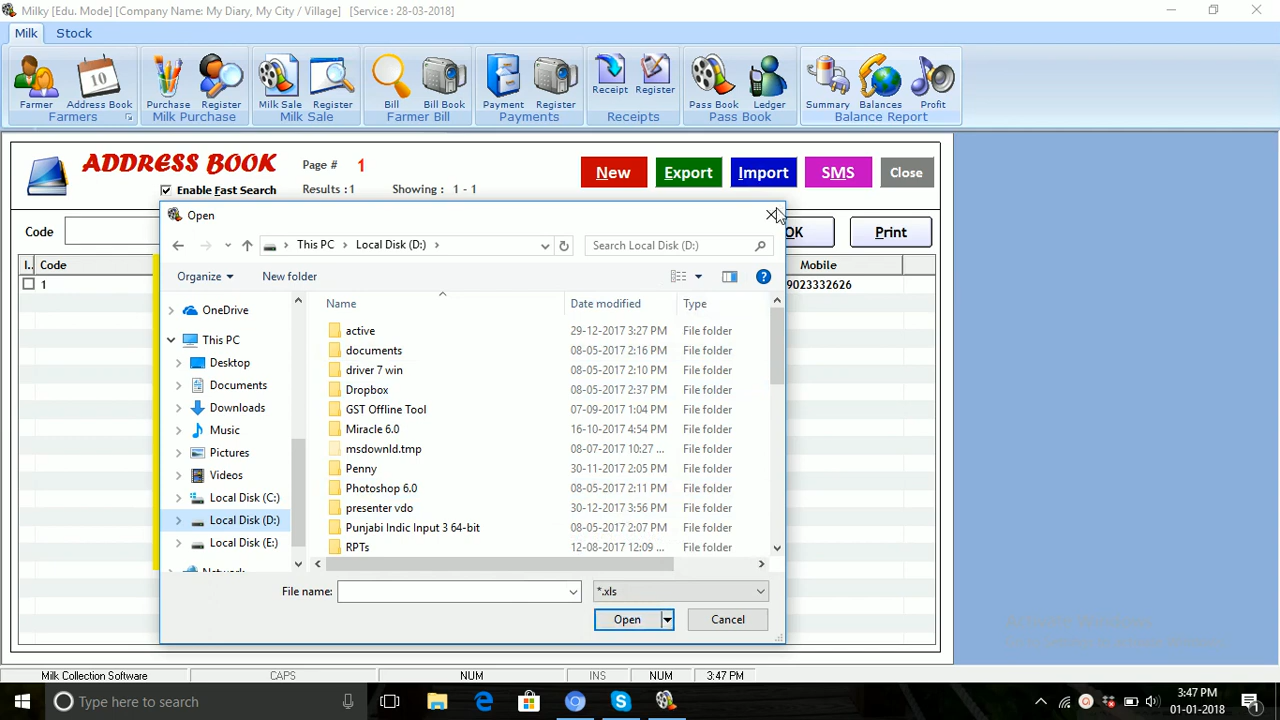 Milky [Edu. Mode] [Company Name: My Diary, My City / Village] [Service : 28-03-2018]
Milk Stock
Farmer Address Book Purchase Register Milk Sale Register Bill Bill Book Payment Register Receipt Register Pass Book Ledger Summary Balances Profit
Farmers Milk Purchase Milk Sale Farmer Bill Payments Receipts Pass Book Balance Report
ADDRESS BOOK Page # 1 New Export Import SMS Close
Enable Fast Search Results :1 Showing : 1 - 1
Code OK Print
I.. Code Mobile
1 9023332626
Open
This PC Local Disk (D:) Search Local Disk (D:)
Organize New folder
Name Date modified Type
OneDrive
This PC
Desktop
Documents
Downloads
Music
Pictures
Videos
Local Disk (C:)
Local Disk (D:)
Local Disk (E:)
active 29-12-2017 3:27 PM File folder
documents 08-05-2017 2:16 PM File folder
driver 7 win 08-05-2017 2:10 PM File folder
Dropbox 08-05-2017 2:37 PM File folder
GST Offline Tool 07-09-2017 1:04 PM File folder
Miracle 6.0 16-10-2017 4:54 PM File folder
msdownld.tmp 08-07-2017 10:27 ... File folder
Penny 30-11-2017 2:05 PM File folder
Photoshop 6.0 08-05-2017 2:11 PM File folder
presenter vdo 30-12-2017 3:56 PM File folder
Punjabi Indic Input 3 64-bit 08-05-2017 2:07 PM File folder
RPTs 12-08-2017 12:09 ... File folder
File name: *.xls
Open Cancel
Milk Collection Software CAPS NUM INS NUM 3:47 PM
Type here to search 3:47 PM
01-01-2018